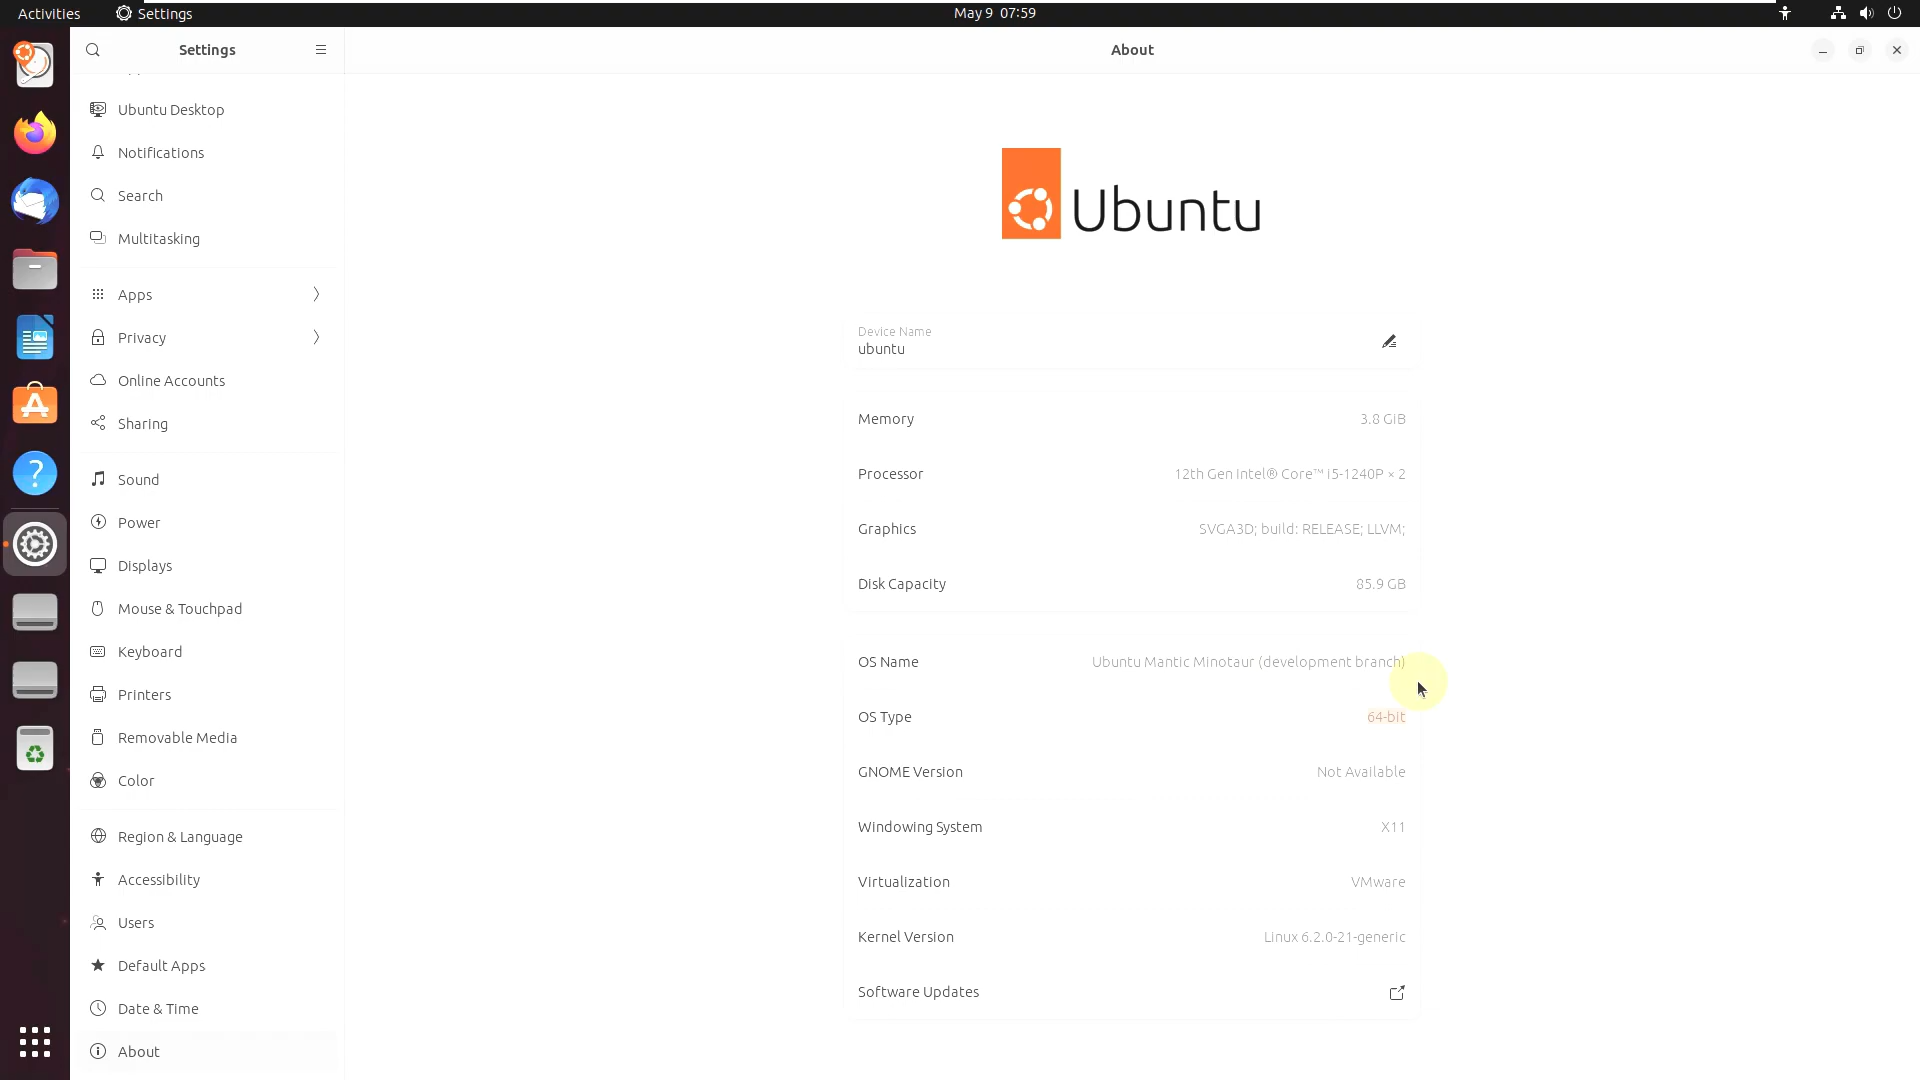 Activities
Settings
May 9 07:59
Settings
About
Ubuntu Desktop
Notifications
Search
Multitasking
Apps
Privacy
Online Accounts
Sharing
Sound
Power
Displays
Mouse & Touchpad
Keyboard
Printers
Removable Media
Color
Region & Language
Accessibility
Users
Default Apps
Date & Time
About
Ubuntu
Device Name
ubuntu
Memory 3.8 GiB
Processor 12th Gen Intel® Core™ i5-1240P × 2
Graphics SVGA3D; build: RELEASE; LLVM;
Disk Capacity 85.9 GB
OS Name Ubuntu Mantic Minotaur (development branch)
OS Type 64-bit
GNOME Version Not Available
Windowing System X11
Virtualization VMware
Kernel Version Linux 6.2.0-21-generic
Software Updates